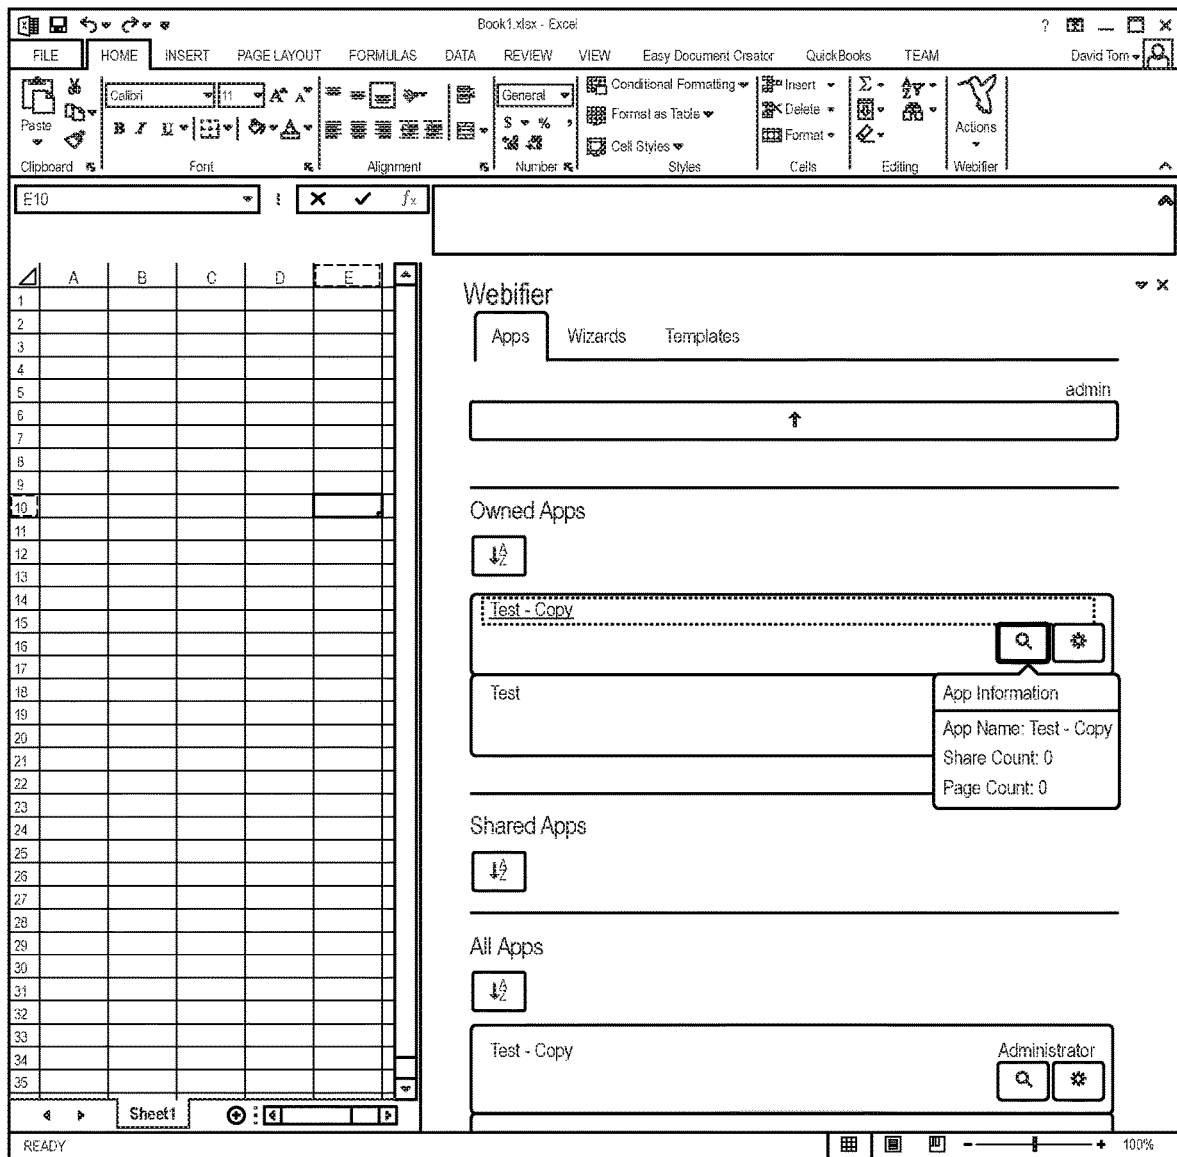 Book1.xlsx - Excel
?
FILE HOME INSERT PAGE LAYOUT FORMULAS DATA REVIEW VIEW Easy Document Creator QuickBooks TEAM David Tom
Calibri 11 General Conditional Formatting Insert Σ
Paste B I U $ % , Format as Table Delete Actions
Cell Styles Format
Clipboard Font Alignment Number Styles Cells Editing Webifier
E10 fx
A B C D E
1
2
3
4
5
6
7
8
9
10
11
12
13
14
15
16
17
18
19
20
21
22
23
24
25
26
27
28
29
30
31
32
33
34
35
Webifier
Apps Wizards Templates
admin
Owned Apps
A
Z
Test - Copy
Test
App Information
App Name: Test - Copy
Share Count: 0
Page Count: 0
Shared Apps
A
Z
All Apps
A
Z
Test - Copy Administrator
Sheet1
READY 100%